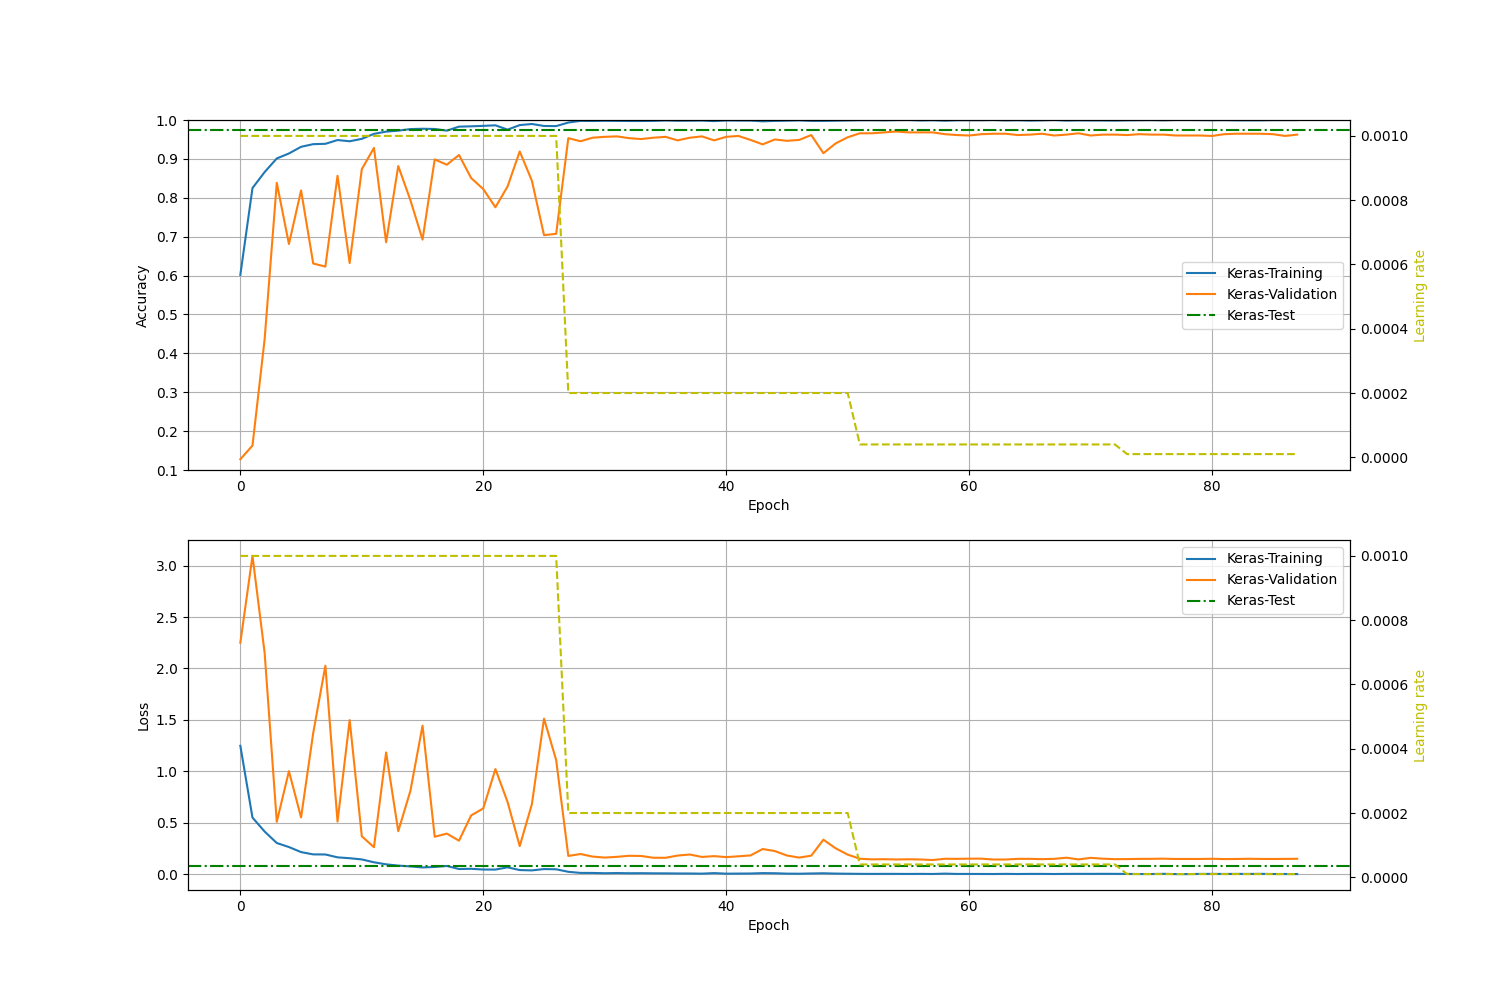 1.0
0.9
0.8
0.7
0.6
0.5
0.4
0.3
0.2
0.1
Accuracy
0 20 40 60 80
Epoch
0.0010
0.0008
0.0006
0.0004
0.0002
0.0000
Learning rate
Keras-Training
Keras-Validation
Keras-Test
3.0
2.5
2.0
1.5
1.0
0.5
0.0
Loss
0 20 40 60 80
Epoch
0.0010
0.0008
0.0006
0.0004
0.0002
0.0000
Learning rate
Keras-Training
Keras-Validation
Keras-Test